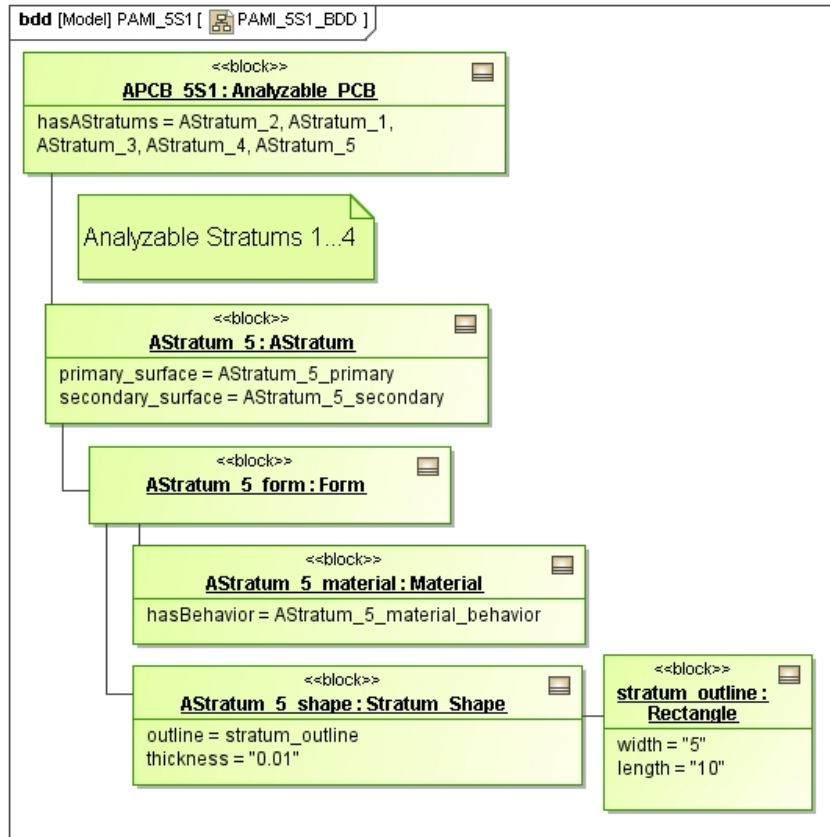 bdd [Model] PAMI_5S1 [ PAMI_5S1_BDD ]
<<block>>
APCB_5S1 : Analyzable_PCB
hasAStratums = AStratum_2, AStratum_1,
AStratum_3, AStratum_4, AStratum_5
Analyzable Stratums 1...4
<<block>>
AStratum_5 : AStratum
primary_surface = AStratum_5_primary
secondary_surface = AStratum_5_secondary
<<block>>
AStratum_5_form : Form
<<block>>
AStratum_5_material : Material
hasBehavior = AStratum_5_material_behavior
<<block>>
AStratum_5_shape : Stratum_Shape
outline = stratum_outline
thickness = "0.01"
<<block>>
stratum_outline :
Rectangle
width = "5"
length = "10"